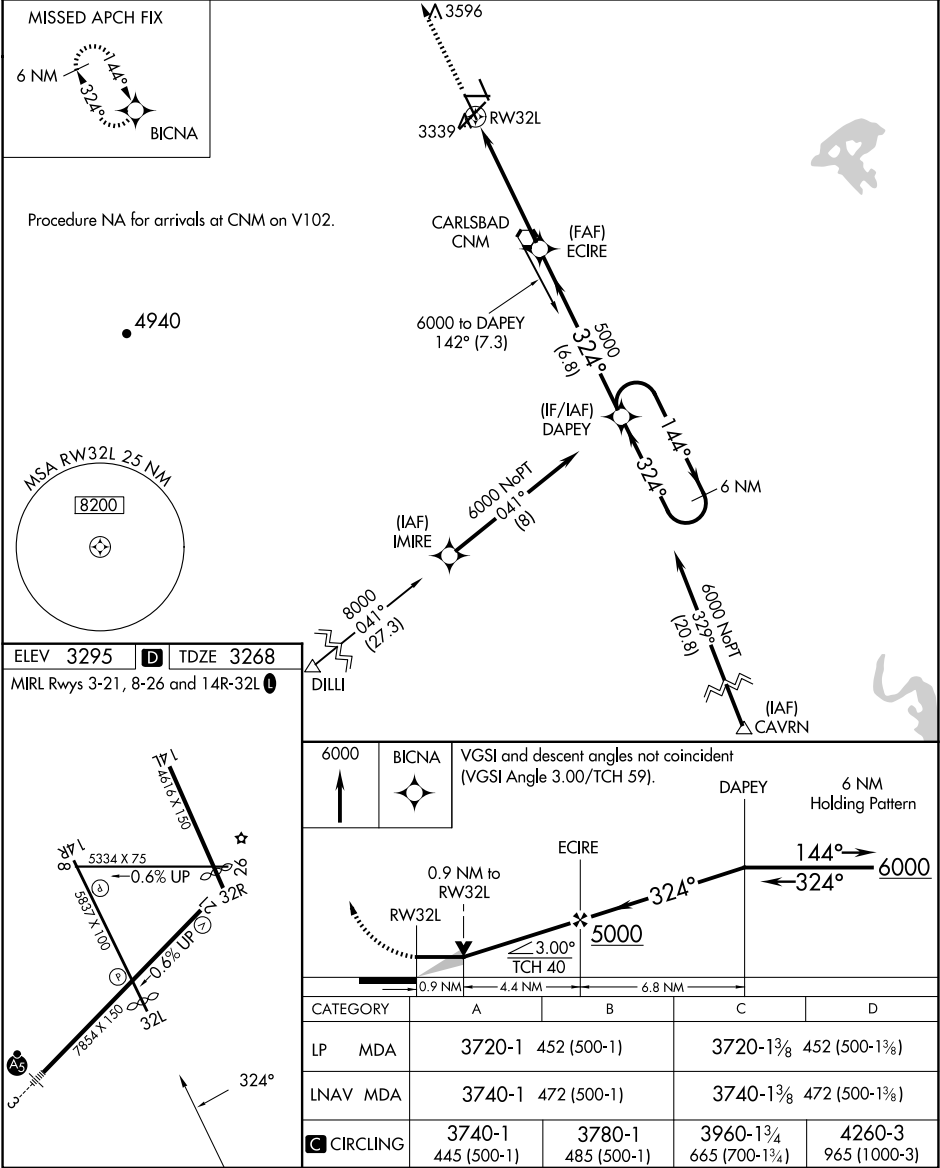 MISSED APCH FIX
6 NM
144°
324°
BICNA
3596
RW32L
3339
Procedure NA for arrivals at CNM on V102.
CARLSBAD
CNM
(FAF)
ECIRE
4940
6000 to DAPEY
142° (7.3)
5000
324°
(6.8)
(IF/IAF)
DAPEY
144°
324°
6 NM
MSA RW32L 25 NM
8200
6000 NoPT
041°
(8)
(IAF)
IMIRE
8000
041°
(27.3)
DILLI
6000 NoPT
329°
(20.8)
(IAF)
CAVRN
ELEV 3295 D TDZE 3268
MIRL Rwys 3-21, 8-26 and 14R-32L L
14L
4616 X 150
14R
8
5334 X 75
0.6% UP
26
32R
P
5837 X 100
21
V
0.6% UP
P
32L
7854 X 150
A5
3
324°
6000
BICNA
VGSI and descent angles not coincident
(VGSI Angle 3.00/TCH 59).
DAPEY
6 NM
Holding Pattern
ECIRE
144°
324°
6000
0.9 NM to
RW32L
RW32L
324°
5000
3.00°
TCH 40
0.9 NM
4.4 NM
6.8 NM
CATEGORY A B C D
LP MDA 3720-1 452 (500-1) 3720-1⅜ 452 (500-1⅜)
LNAV MDA 3740-1 472 (500-1) 3740-1⅜ 472 (500-1⅜)
C CIRCLING 3740-1 3780-1 3960-1¾ 4260-3
445 (500-1) 485 (500-1) 665 (700-1¾) 965 (1000-3)